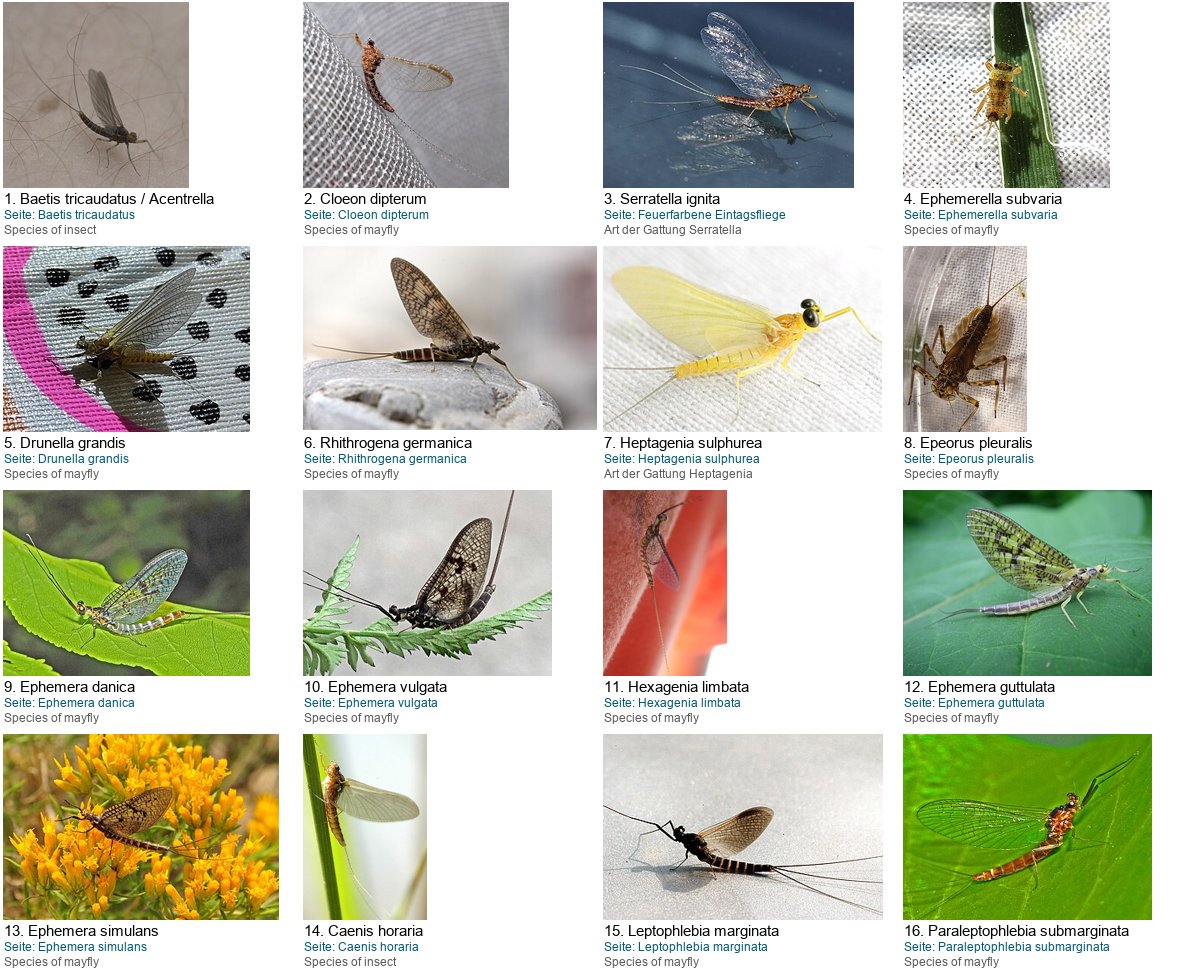 1. Baetis tricaudatus / Acentrella
Seite: Baetis tricaudatus
Species of insect
2. Cloeon dipterum
Seite: Cloeon dipterum
Species of mayfly
3. Serratella ignita
Seite: Feuerfarbene Eintagsfliege
Art der Gattung Serratella
4. Ephemerella subvaria
Seite: Ephemerella subvaria
Species of mayfly
5. Drunella grandis
Seite: Drunella grandis
Species of mayfly
6. Rhithrogena germanica
Seite: Rhithrogena germanica
Species of mayfly
7. Heptagenia sulphurea
Seite: Heptagenia sulphurea
Art der Gattung Heptagenia
8. Epeorus pleuralis
Seite: Epeorus pleuralis
Species of mayfly
9. Ephemera danica
Seite: Ephemera danica
Species of mayfly
10. Ephemera vulgata
Seite: Ephemera vulgata
Species of mayfly
11. Hexagenia limbata
Seite: Hexagenia limbata
Species of mayfly
12. Ephemera guttulata
Seite: Ephemera guttulata
Species of mayfly
13. Ephemera simulans
Seite: Ephemera simulans
Species of mayfly
14. Caenis horaria
Seite: Caenis horaria
Species of insect
15. Leptophlebia marginata
Seite: Leptophlebia marginata
Species of mayfly
16. Paraleptophlebia submarginata
Seite: Paraleptophlebia submarginata
Species of mayfly